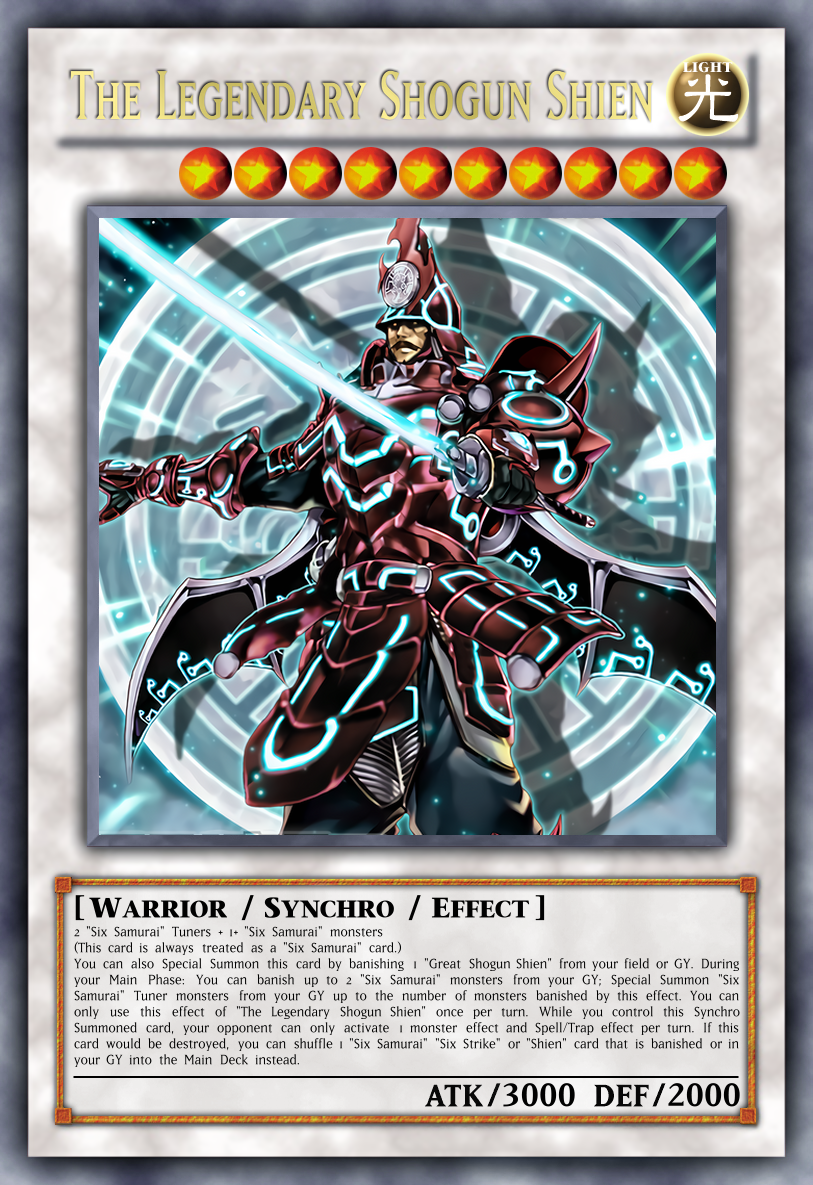 The Legendary Shogun Shien
LIGHT
光
[ Warrior / Synchro / Effect ]
2 "Six Samurai" Tuners + 1+ "Six Samurai" monsters
(This card is always treated as a "Six Samurai" card.)
You can also Special Summon this card by banishing 1 "Great Shogun Shien" from your field or GY. During
your Main Phase: You can banish up to 2 "Six Samurai" monsters from your GY; Special Summon "Six
Samurai" Tuner monsters from your GY up to the number of monsters banished by this effect. You can
only use this effect of "The Legendary Shogun Shien" once per turn. While you control this Synchro
Summoned card, your opponent can only activate 1 monster effect and Spell/Trap effect per turn. If this
card would be destroyed, you can shuffle 1 "Six Samurai" "Six Strike" or "Shien" card that is banished or in
your GY into the Main Deck instead.
ATK/3000 DEF/2000